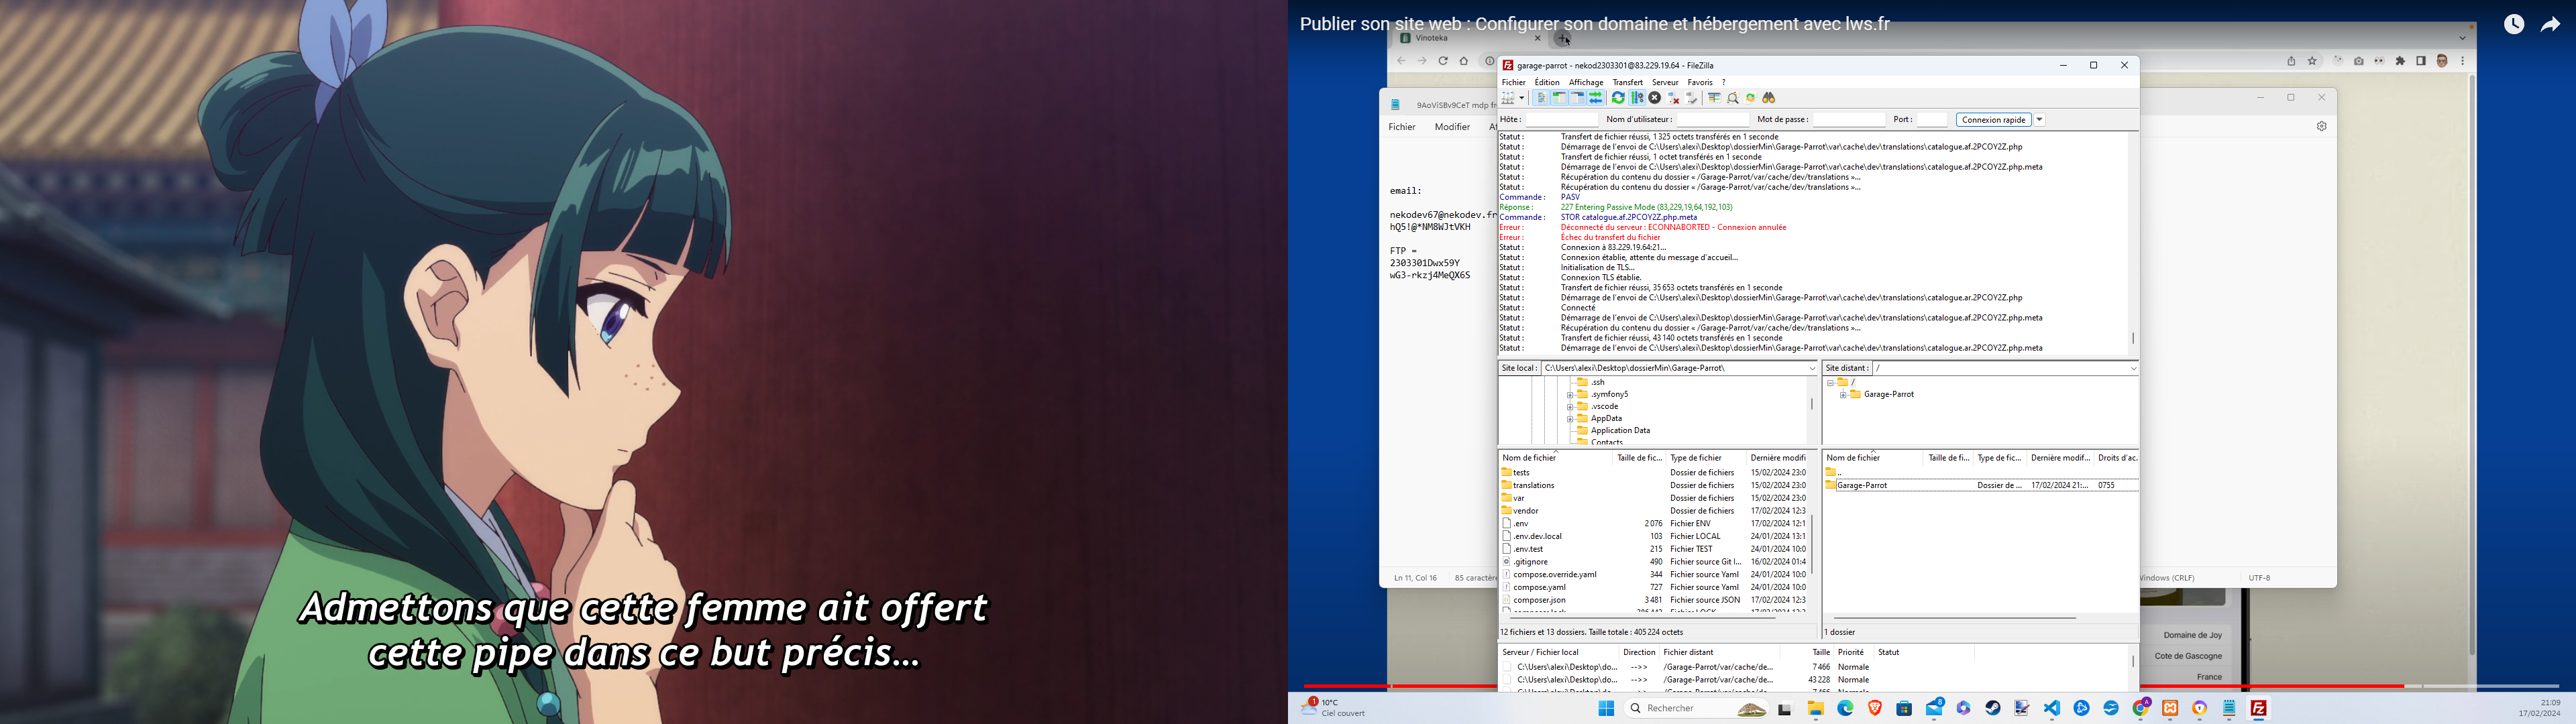 Admettons que cette femme ait offert
cette pipe dans ce but précis...
Publier son site web : Configurer son domaine et hébergement avec lws.fr
Vinoteka
9AoViSBv9CeT mdp
Fichier Modifier
email:
nekodev67@nekodev.fr
hQ5!@*NM8WJtVKH
FTP =
2303301Dwx59Y
wG3-rkzj4MeQX6S
Ln 11, Col 16 85
(CRLF) UTF-8
garage-parrot - nekod2303301@83.229.19.64 - FileZilla
Fichier Édition Affichage Transfert Serveur Favoris ?
Hôte : Nom d'utilisateur : Mot de passe : Port : Connexion rapide
Statut : Transfert de fichier réussi, 1 325 octets transférés en 1 seconde
Statut : Démarrage de l'envoi de C:\Users\alexi\Desktop\dossierMin\Garage-Parrot\var\cache\dev\translations\catalogue.af.2PCOY2Z.php
Statut : Transfert de fichier réussi, 1 octet transférés en 1 seconde
Statut : Démarrage de l'envoi de C:\Users\alexi\Desktop\dossierMin\Garage-Parrot\var\cache\dev\translations\catalogue.af.2PCOY2Z.php.meta
Statut : Récupération du contenu du dossier « /Garage-Parrot/var/cache/dev/translations »...
Statut : Récupération du contenu du dossier « /Garage-Parrot/var/cache/dev/translations »...
Commande : PASV
Réponse : 227 Entering Passive Mode (83,229,19,64,192,103)
Commande : STOR catalogue.af.2PCOY2Z.php.meta
Erreur : Déconnecté du serveur : ECONNABORTED - Connexion annulée
Erreur : Échec du transfert du fichier
Statut : Connexion à 83.229.19.64:21...
Statut : Connexion établie, attente du message d'accueil...
Statut : Initialisation de TLS...
Statut : Connexion TLS établie.
Statut : Transfert de fichier réussi, 35 653 octets transférés en 1 seconde
Statut : Démarrage de l'envoi de C:\Users\alexi\Desktop\dossierMin\Garage-Parrot\var\cache\dev\translations\catalogue.ar.2PCOY2Z.php
Statut : Connecté
Statut : Démarrage de l'envoi de C:\Users\alexi\Desktop\dossierMin\Garage-Parrot\var\cache\dev\translations\catalogue.af.2PCOY2Z.php.meta
Statut : Récupération du contenu du dossier « /Garage-Parrot/var/cache/dev/translations »...
Statut : Transfert de fichier réussi, 43 140 octets transférés en 1 seconde
Statut : Démarrage de l'envoi de C:\Users\alexi\Desktop\dossierMin\Garage-Parrot\var\cache\dev\translations\catalogue.ar.2PCOY2Z.php.meta
Site local : C:\Users\alexi\Desktop\dossierMin\Garage-Parrot\
.ssh
.symfony5
.vscode
AppData
Application Data
Contacts
Site distant : /
/
Garage-Parrot
Nom de fichier Taille de fic... Type de fichier Dernière modifi
tests Dossier de fichiers 15/02/2024 23:0
translations Dossier de fichiers 15/02/2024 23:0
var Dossier de fichiers 15/02/2024 23:0
vendor Dossier de fichiers 17/02/2024 12:3
.env 2 076 Fichier ENV 17/02/2024 12:1
.env.dev.local 103 Fichier LOCAL 24/01/2024 13:1
.env.test 215 Fichier TEST 24/01/2024 10:0
.gitignore 490 Fichier source Git I... 16/02/2024 01:4
compose.override.yaml 344 Fichier source Yaml 24/01/2024 10:0
compose.yaml 727 Fichier source Yaml 24/01/2024 10:0
composer.json 3 481 Fichier source JSON 17/02/2024 12:3
12 fichiers et 13 dossiers. Taille totale : 405 224 octets
Nom de fichier Taille de fi... Type de fic... Dernière modif... Droits d'ac.
..
Garage-Parrot Dossier de ... 17/02/2024 21:... 0755
1 dossier
Serveur / Fichier local Direction Fichier distant Taille Priorité Statut
C:\Users\alexi\Desktop\do... -->> /Garage-Parrot/var/cache/de... 7 466 Normale
C:\Users\alexi\Desktop\do... -->> /Garage-Parrot/var/cache/de... 43 228 Normale
Domaine de Joy
Cote de Gascogne
France
10°C
Ciel couvert
Rechercher
21:09
17/02/2024